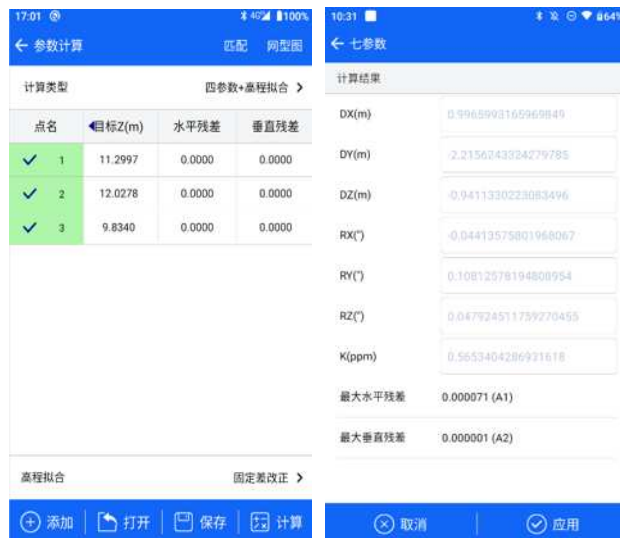 17:01 4G 100%
参数计算 匹配 网型图
计算类型 四参数+高程拟合
点名 目标Z(m) 水平残差 垂直残差
1 11.2997 0.0000 0.0000
2 12.0278 0.0000 0.0000
3 9.8340 0.0000 0.0000
高程拟合 固定差改正
添加 打开 保存 计算
10:31 64%
七参数
计算结果
DX(m) 0.9965993165969849
DY(m) -2.2156243324279785
DZ(m) -0.9411330223083496
RX(") -0.04413575801968067
RY(") 0.10812578194808954
RZ(") 0.047924511759270455
K(ppm) 0.5653404286931618
最大水平残差 0.000071 (A1)
最大垂直残差 0.000001 (A2)
取消 应用